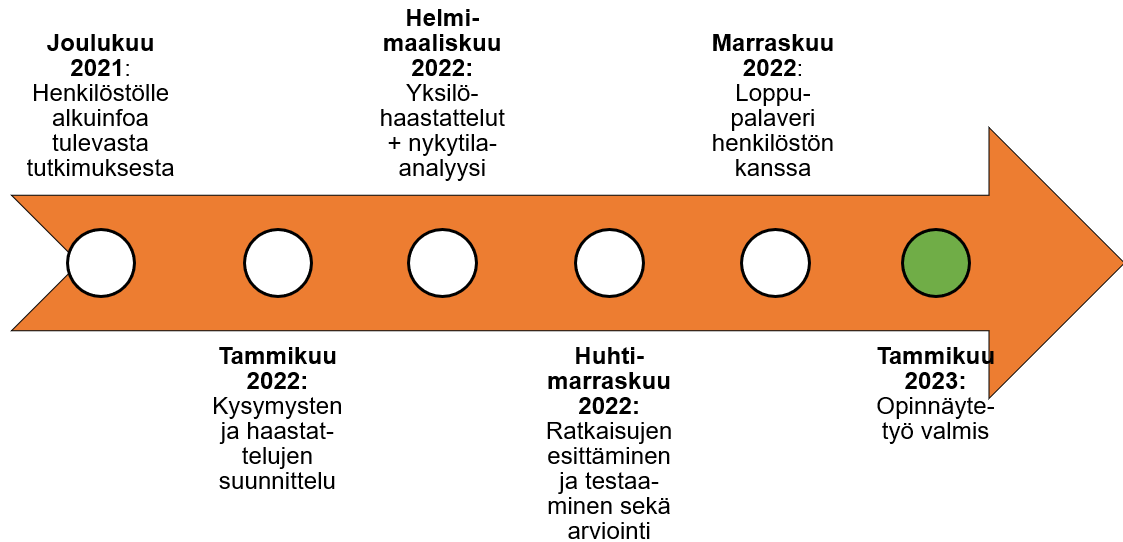 Joulukuu
2021:
Henkilöstölle
alkuinfoa
tulevasta
tutkimuksesta
Tammikuu
2022:
Kysymysten
ja haastat-
telujen
suunnittelu
Helmi-
maaliskuu
2022:
Yksilö-
haastattelut
+ nykytila-
analyysi
Huhti-
marraskuu
2022:
Ratkaisujen
esittäminen
ja testaa-
minen sekä
arviointi
Marraskuu
2022:
Loppu-
palaveri
henkilöstön
kanssa
Tammikuu
2023:
Opinnäyte-
työ valmis